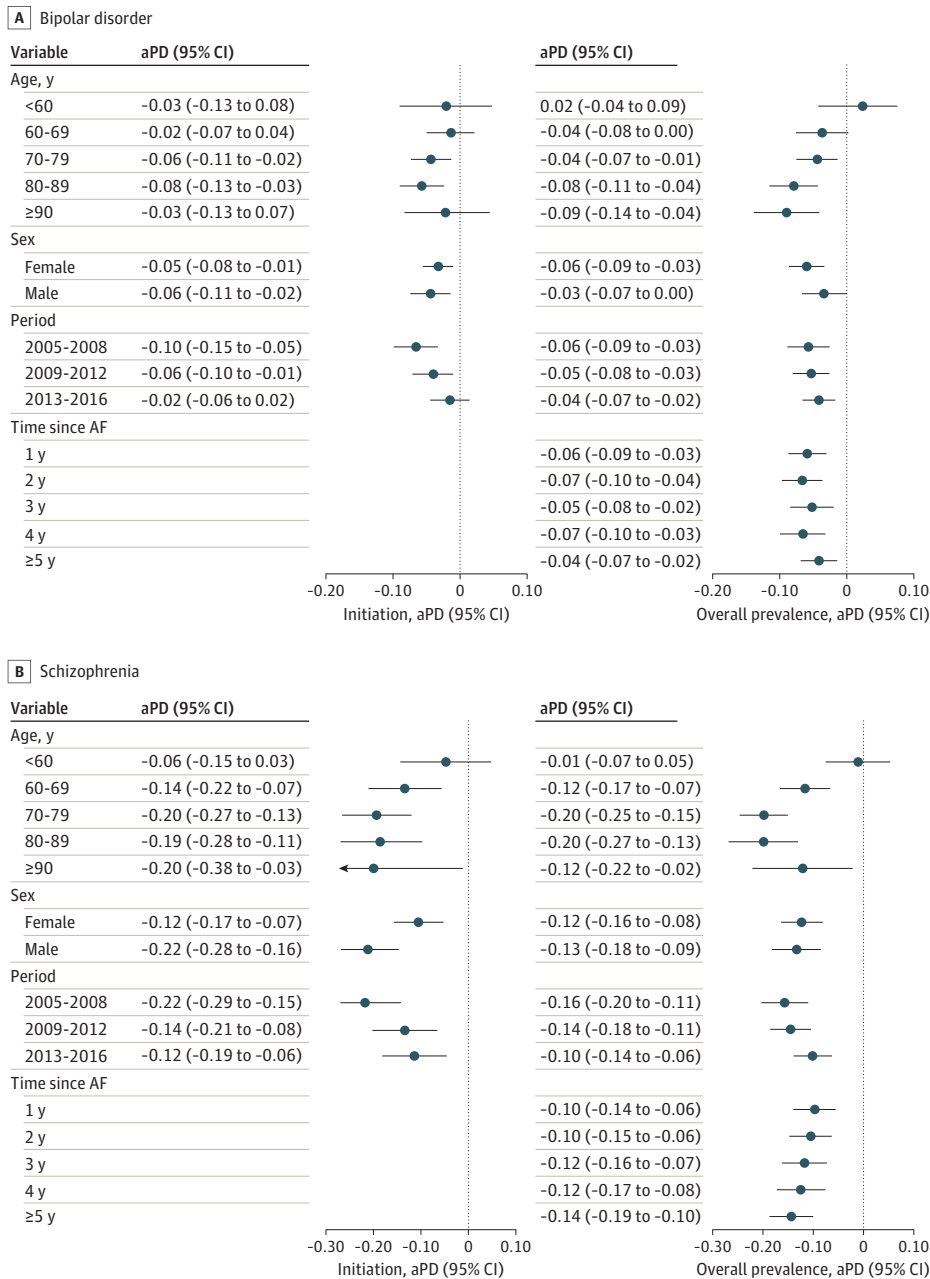 A Bipolar disorder
Variable aPD (95% CI) aPD (95% CI)
Age, y
<60 -0.03 (-0.13 to 0.08) 0.02 (-0.04 to 0.09)
60-69 -0.02 (-0.07 to 0.04) -0.04 (-0.08 to 0.00)
70-79 -0.06 (-0.11 to -0.02) -0.04 (-0.07 to -0.01)
80-89 -0.08 (-0.13 to -0.03) -0.08 (-0.11 to -0.04)
≥90 -0.03 (-0.13 to 0.07) -0.09 (-0.14 to -0.04)
Sex
Female -0.05 (-0.08 to -0.01) -0.06 (-0.09 to -0.03)
Male -0.06 (-0.11 to -0.02) -0.03 (-0.07 to 0.00)
Period
2005-2008 -0.10 (-0.15 to -0.05) -0.06 (-0.09 to -0.03)
2009-2012 -0.06 (-0.10 to -0.01) -0.05 (-0.08 to -0.03)
2013-2016 -0.02 (-0.06 to 0.02) -0.04 (-0.07 to -0.02)
Time since AF
1 y -0.06 (-0.09 to -0.03)
2 y -0.07 (-0.10 to -0.04)
3 y -0.05 (-0.08 to -0.02)
4 y -0.07 (-0.10 to -0.03)
≥5 y -0.04 (-0.07 to -0.02)
-0.20 -0.10 0 0.10 -0.20 -0.10 0 0.10
Initiation, aPD (95% CI) Overall prevalence, aPD (95% CI)
B Schizophrenia
Variable aPD (95% CI) aPD (95% CI)
Age, y
<60 -0.06 (-0.15 to 0.03) -0.01 (-0.07 to 0.05)
60-69 -0.14 (-0.22 to -0.07) -0.12 (-0.17 to -0.07)
70-79 -0.20 (-0.27 to -0.13) -0.20 (-0.25 to -0.15)
80-89 -0.19 (-0.28 to -0.11) -0.20 (-0.27 to -0.13)
≥90 -0.20 (-0.38 to -0.03) -0.12 (-0.22 to -0.02)
Sex
Female -0.12 (-0.17 to -0.07) -0.12 (-0.16 to -0.08)
Male -0.22 (-0.28 to -0.16) -0.13 (-0.18 to -0.09)
Period
2005-2008 -0.22 (-0.29 to -0.15) -0.16 (-0.20 to -0.11)
2009-2012 -0.14 (-0.21 to -0.08) -0.14 (-0.18 to -0.11)
2013-2016 -0.12 (-0.19 to -0.06) -0.10 (-0.14 to -0.06)
Time since AF
1 y -0.10 (-0.14 to -0.06)
2 y -0.10 (-0.15 to -0.06)
3 y -0.12 (-0.16 to -0.07)
4 y -0.12 (-0.17 to -0.08)
≥5 y -0.14 (-0.19 to -0.10)
-0.30 -0.20 -0.10 0 0.10 -0.30 -0.20 -0.10 0 0.10
Initiation, aPD (95% CI) Overall prevalence, aPD (95% CI)